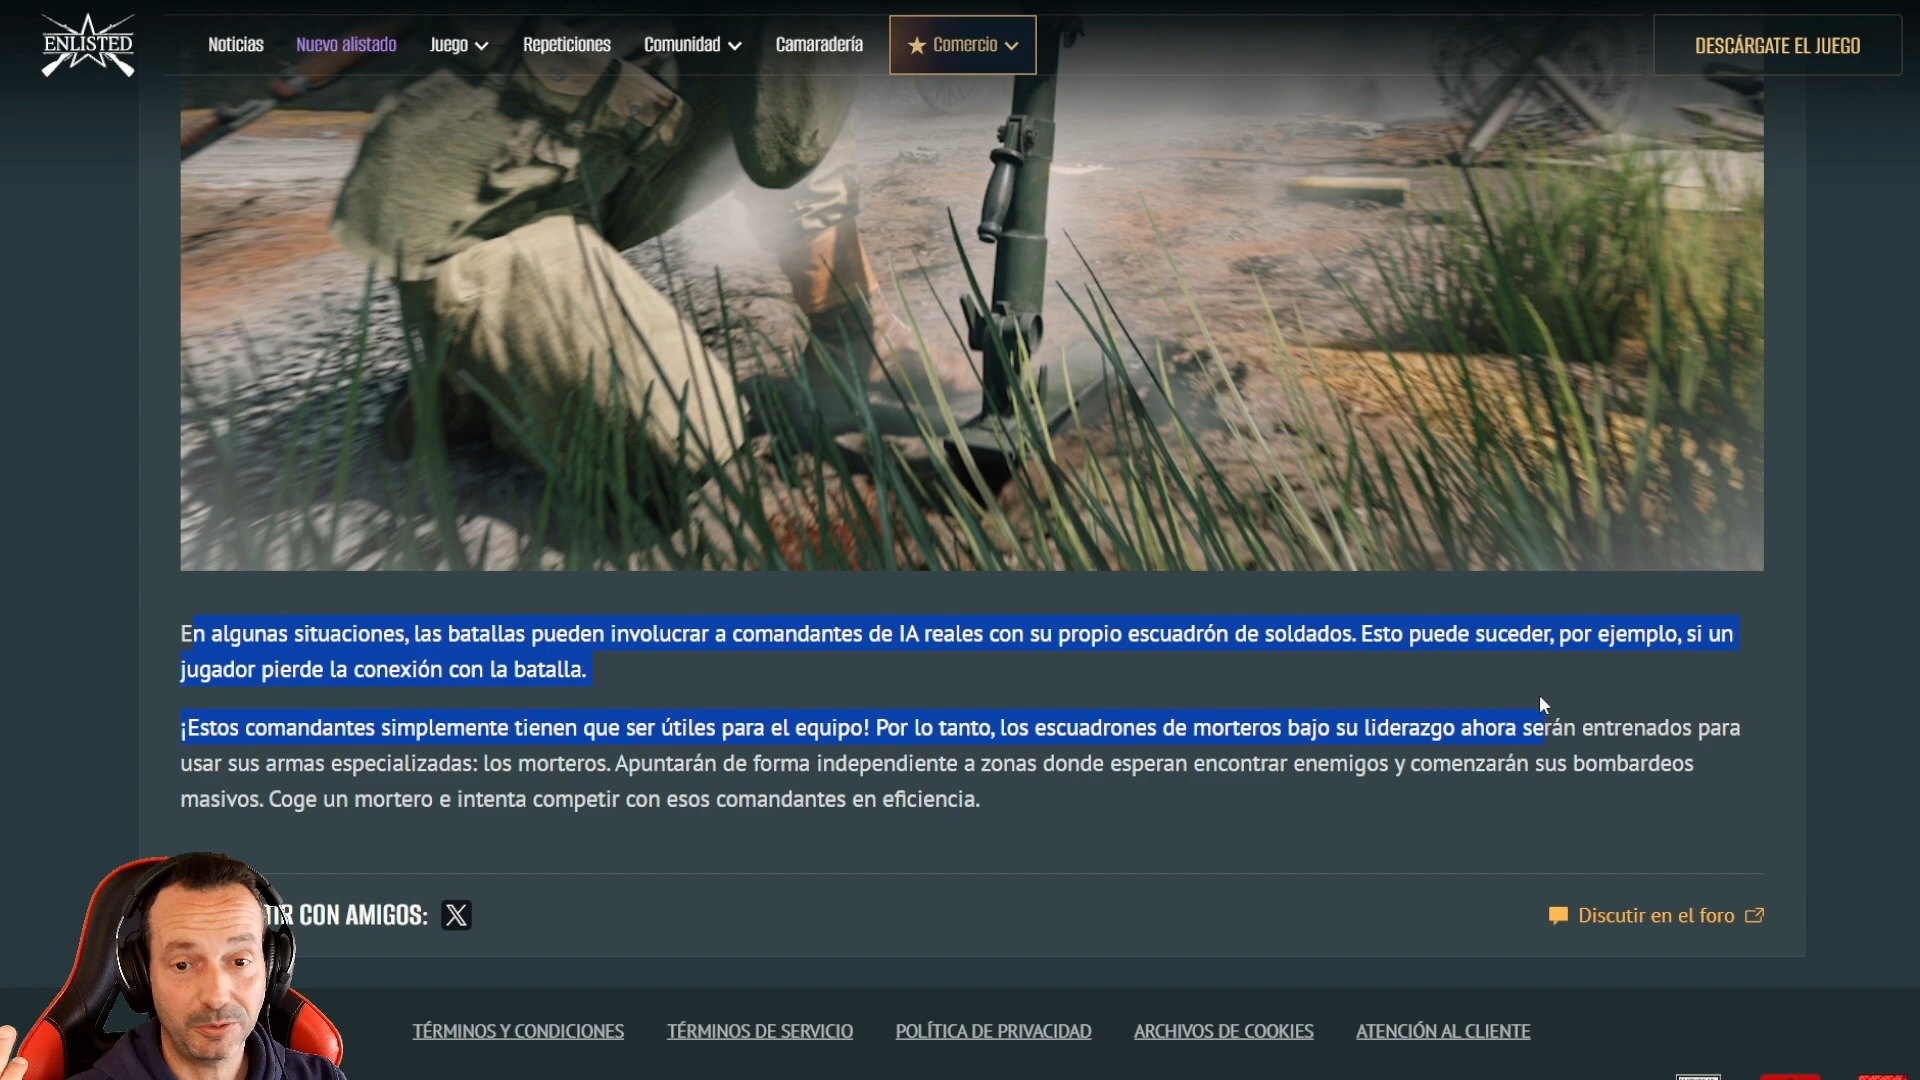 ENLISTED
Noticias
Nuevo alistado
Juego
Repeticiones
Comunidad
Camaradería
Comercio
DESCÁRGATE EL JUEGO
En algunas situaciones, las batallas pueden involucrar a comandantes de IA reales con su propio escuadrón de soldados. Esto puede suceder, por ejemplo, si un
jugador pierde la conexión con la batalla.
¡Estos comandantes simplemente tienen que ser útiles para el equipo! Por lo tanto, los escuadrones de morteros bajo su liderazgo ahora serán entrenados para
usar sus armas especializadas: los morteros. Apuntarán de forma independiente a zonas donde esperan encontrar enemigos y comenzarán sus bombardeos
masivos. Coge un mortero e intenta competir con esos comandantes en eficiencia.
CON AMIGOS:
Discutir en el foro
TÉRMINOS Y CONDICIONES
TÉRMINOS DE SERVICIO
POLÍTICA DE PRIVACIDAD
ARCHIVOS DE COOKIES
ATENCIÓN AL CLIENTE